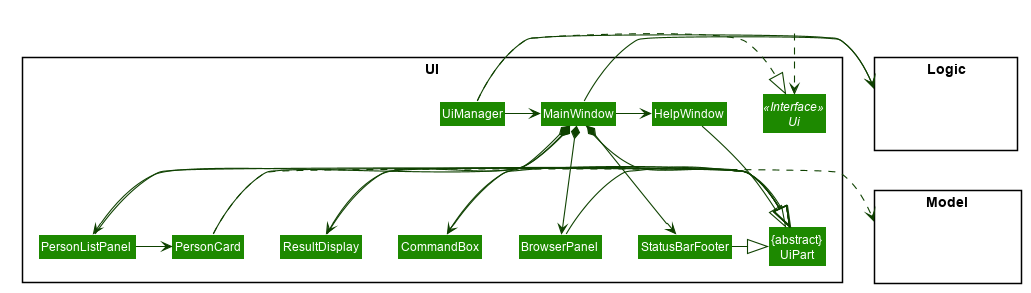 UI
Logic
UiManager
MainWindow
HelpWindow
«Interface»
Ui
Model
PersonListPanel
PersonCard
ResultDisplay
CommandBox
BrowserPanel
StatusBarFooter
{abstract}
UiPart